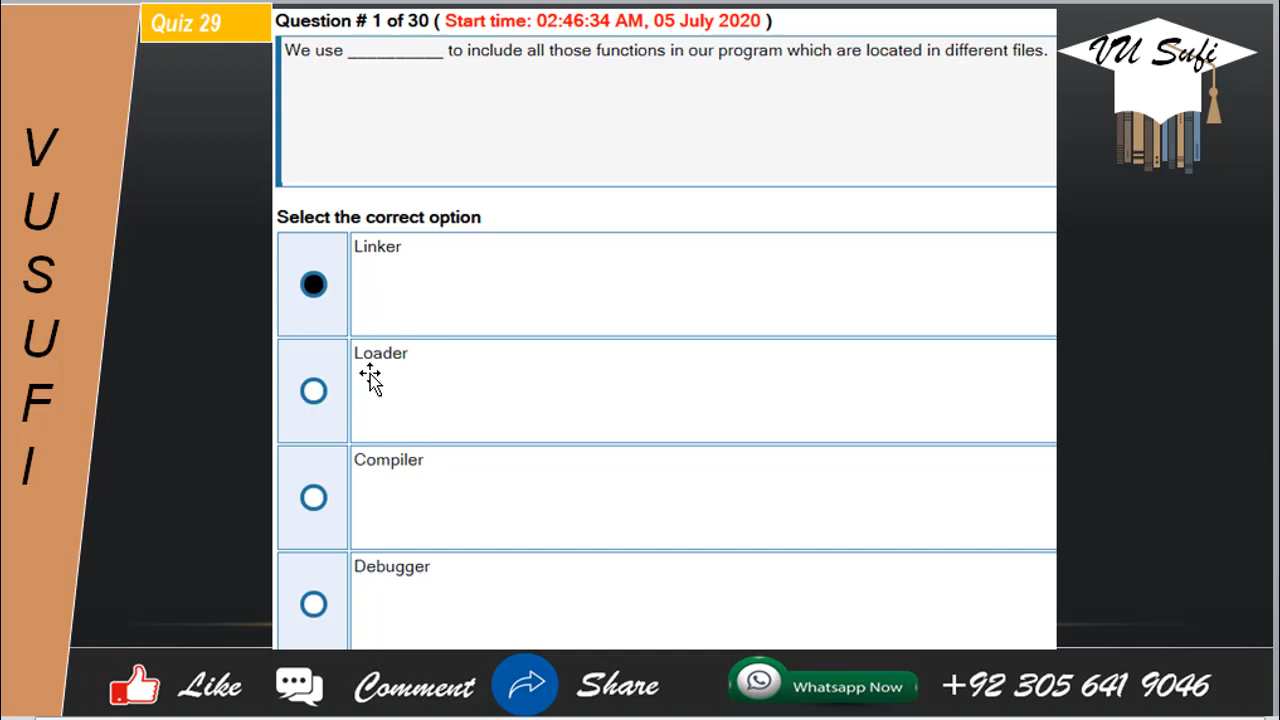 Quiz 29
Question # 1 of 30 ( Start time: 02:46:34 AM, 05 July 2020 )
We use __________ to include all those functions in our program which are located in different files.
VU Sufi
V
U
S
U
F
I
Select the correct option
Linker
Loader
Compiler
Debugger
Like
Comment
Share
Whatsapp Now
+92 305 641 9046